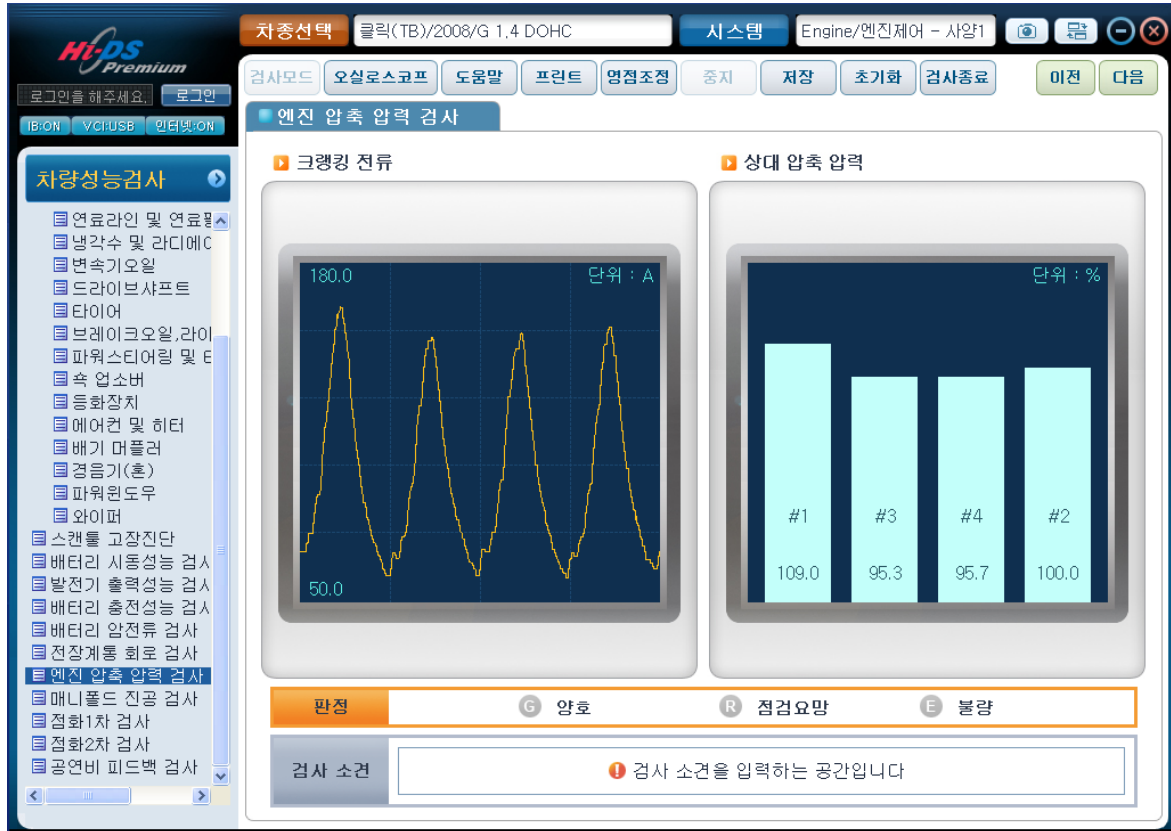 Hi-DS
Premium
로그인을 해주세요. 로그인
IB:ON VCI:USB 인터넷:ON
차종선택 클릭(TB)/2008/G 1.4 DOHC 시스템 Engine/엔진제어 - 사양1
검사모드 오실로스코프 도움말 프린트 영점조정 중지 저장 초기화 검사종료 이전 다음
차량성능검사
연료라인 및 연료
냉각수 및 라디에
변속기오일
드라이브샤프트
타이어
브레이크오일,라이
파워스티어링 및
쇽 업소버
등화장치
에어컨 및 히터
배기 머플러
경음기(혼)
파워윈도우
와이퍼
스캔툴 고장진단
배터리 시동성능 검사
발전기 출력성능 검사
배터리 충전성능 검사
배터리 암전류 검사
전장계통 회로 검사
엔진 압축 압력 검사
매니폴드 진공 검사
점화1차 검사
점화2차 검사
공연비 피드백 검사
엔진 압축 압력 검사
크랭킹 전류
180.0 단위 : A
50.0
상대 압축 압력
단위 : %
#1 #3 #4 #2
109.0 95.3 95.7 100.0
판정 G 양호 R 점검요망 E 불량
검사 소견 검사 소견을 입력하는 공간입니다